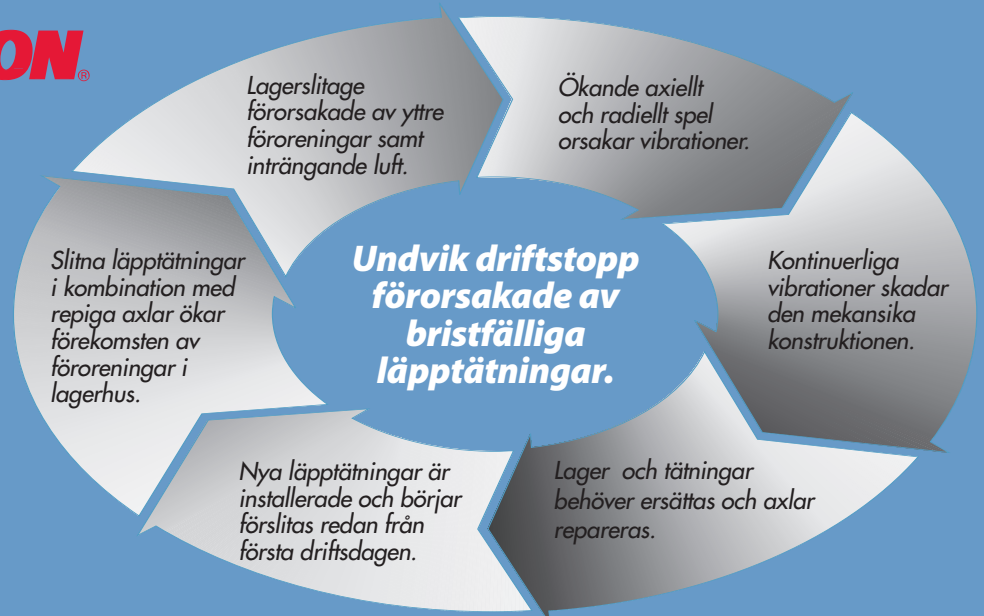 ON®
Lagerslitage
förorsakade av yttre
föroreningar samt
inträngande luft.
Ökande axiellt
och radiellt spel
orsakar vibrationer.
Kontinuerliga
vibrationer skadar
den mekansika
konstruktionen.
Lager och tätningar
behöver ersättas och axlar
repareras.
Nya läpptätningar är
installerade och börjar
förslitas redan från
första driftsdagen.
Slitna läpptätningar
i kombination med
repiga axlar ökar
förekomsten av
föroreningar i
lagerhus.
Undvik driftstopp
förorsakade av
bristfälliga
läpptätningar.